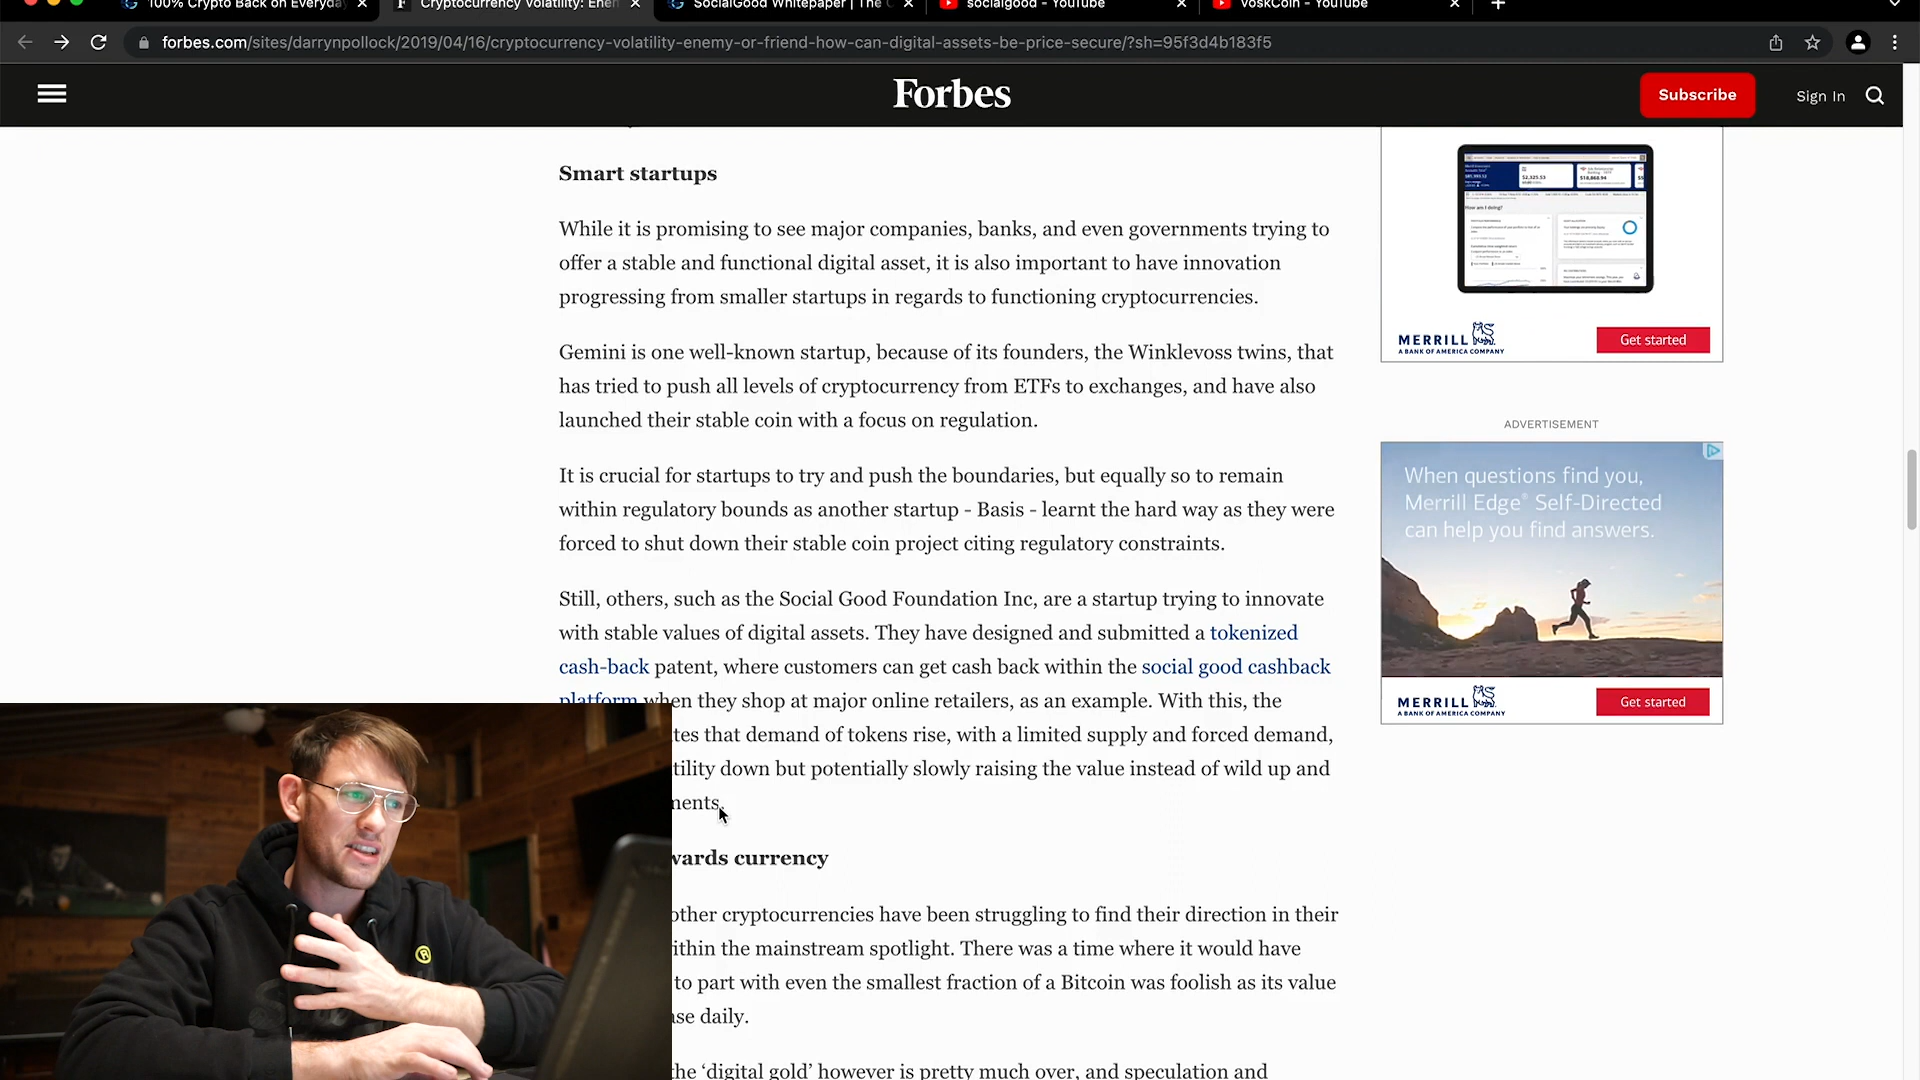 100% Crypto Back on Everyda
Cryptocurrency Volatility: Enem
SocialGood Whitepaper | The
socialgood - YouTube
VoskCoin - YouTube
forbes.com/sites/darrynpollock/2019/04/16/cryptocurrency-volatility-enemy-or-friend-how-can-digital-assets-be-price-secure/?sh=95f3d4b183f5
Forbes
Subscribe
Sign In
Smart startups
While it is promising to see major companies, banks, and even governments trying to
offer a stable and functional digital asset, it is also important to have innovation
progressing from smaller startups in regards to functioning cryptocurrencies.
Gemini is one well-known startup, because of its founders, the Winklevoss twins, that
has tried to push all levels of cryptocurrency from ETFs to exchanges, and have also
launched their stable coin with a focus on regulation.
It is crucial for startups to try and push the boundaries, but equally so to remain
within regulatory bounds as another startup - Basis - learnt the hard way as they were
forced to shut down their stable coin project citing regulatory constraints.
Still, others, such as the Social Good Foundation Inc, are a startup trying to innovate
with stable values of digital assets. They have designed and submitted a tokenized
cash-back patent, where customers can get cash back within the social good cashback
platform when they shop at major online retailers, as an example. With this, the
tes that demand of tokens rise, with a limited supply and forced demand,
tility down but potentially slowly raising the value instead of wild up and
ments.
wards currency
other cryptocurrencies have been struggling to find their direction in their
ithin the mainstream spotlight. There was a time where it would have
to part with even the smallest fraction of a Bitcoin was foolish as its value
se daily.
the ‘digital gold’ however is pretty much over, and speculation and
MERRILL
A BANK OF AMERICA COMPANY
Get started
ADVERTISEMENT
When questions find you,
Merrill Edge® Self-Directed
can help you find answers.
MERRILL
A BANK OF AMERICA COMPANY
Get started